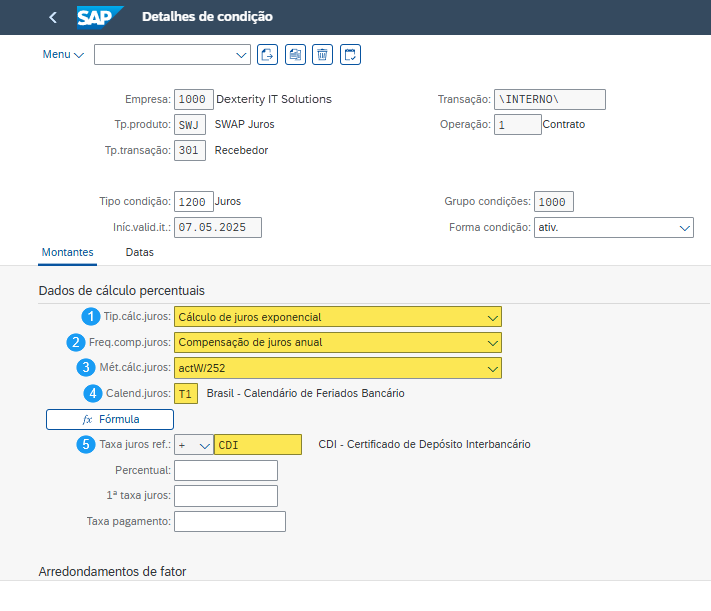 SAP Detalhes de condição
Menu
Empresa: 1000 Dexterity IT Solutions Transação: \INTERNO\
Tp.produto: SWJ SWAP Juros Operação: 1 Contrato
Tp.transação: 301 Recebedor
Tipo condição: 1200 Juros Grupo condições: 1000
Iníc.valid.it.: 07.05.2025 Forma condição: ativ.
Montantes Datas
Dados de cálculo percentuais
1 Tip.cálc.juros: Cálculo de juros exponencial
2 Freq.comp.juros: Compensação de juros anual
3 Mét.cálc.juros: actW/252
4 Calend.juros: T1 Brasil - Calendário de Feriados Bancário
fx Fórmula
5 Taxa juros ref.: + CDI CDI - Certificado de Depósito Interbancário
Percentual:
1ª taxa juros:
Taxa pagamento:
Arredondamentos de fator